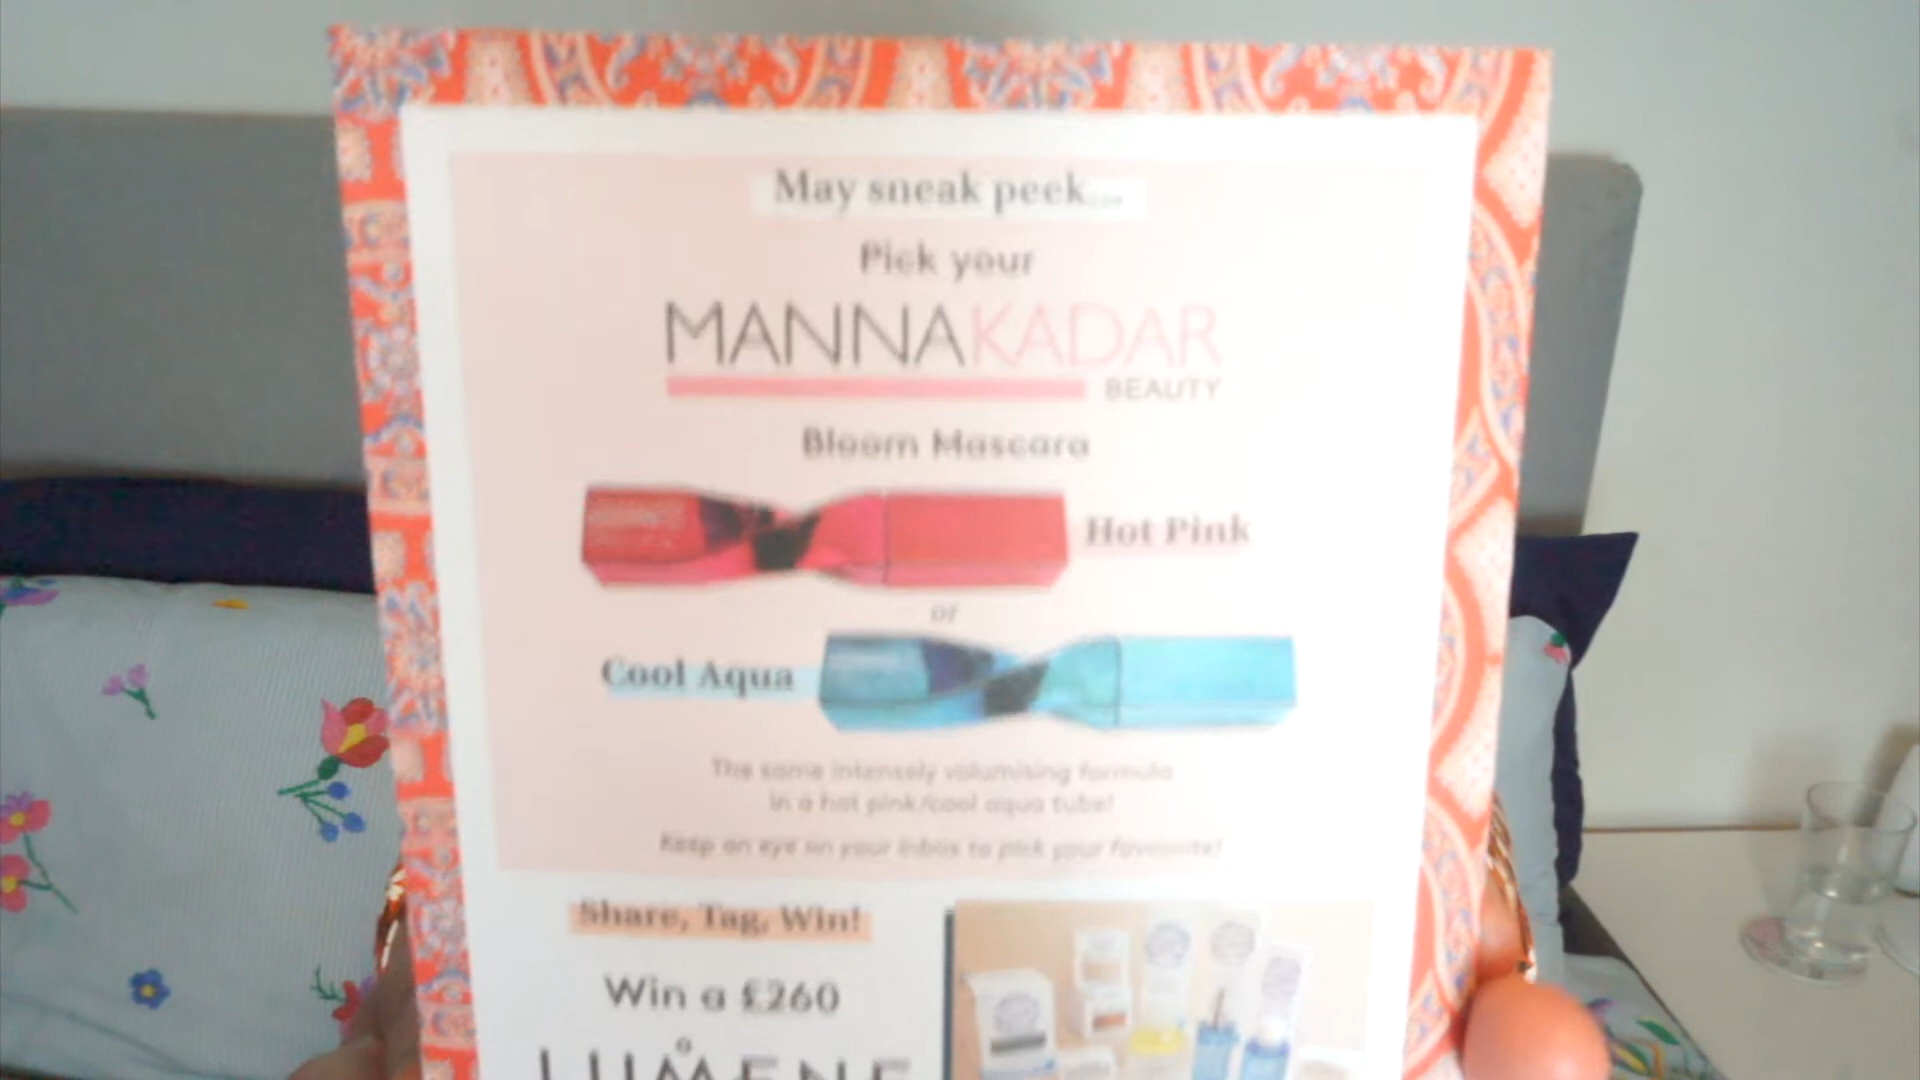 May sneak peek...
Pick your
MANNAKADAR
BEAUTY
Bloom Mascara
Hot Pink
or
Cool Aqua
The same intensely volumising formula
in a hot pink/cool aqua tube!
Keep an eye on your inbox to pick your favourite!
Share, Tag, Win!
Win a £260
LUMENE